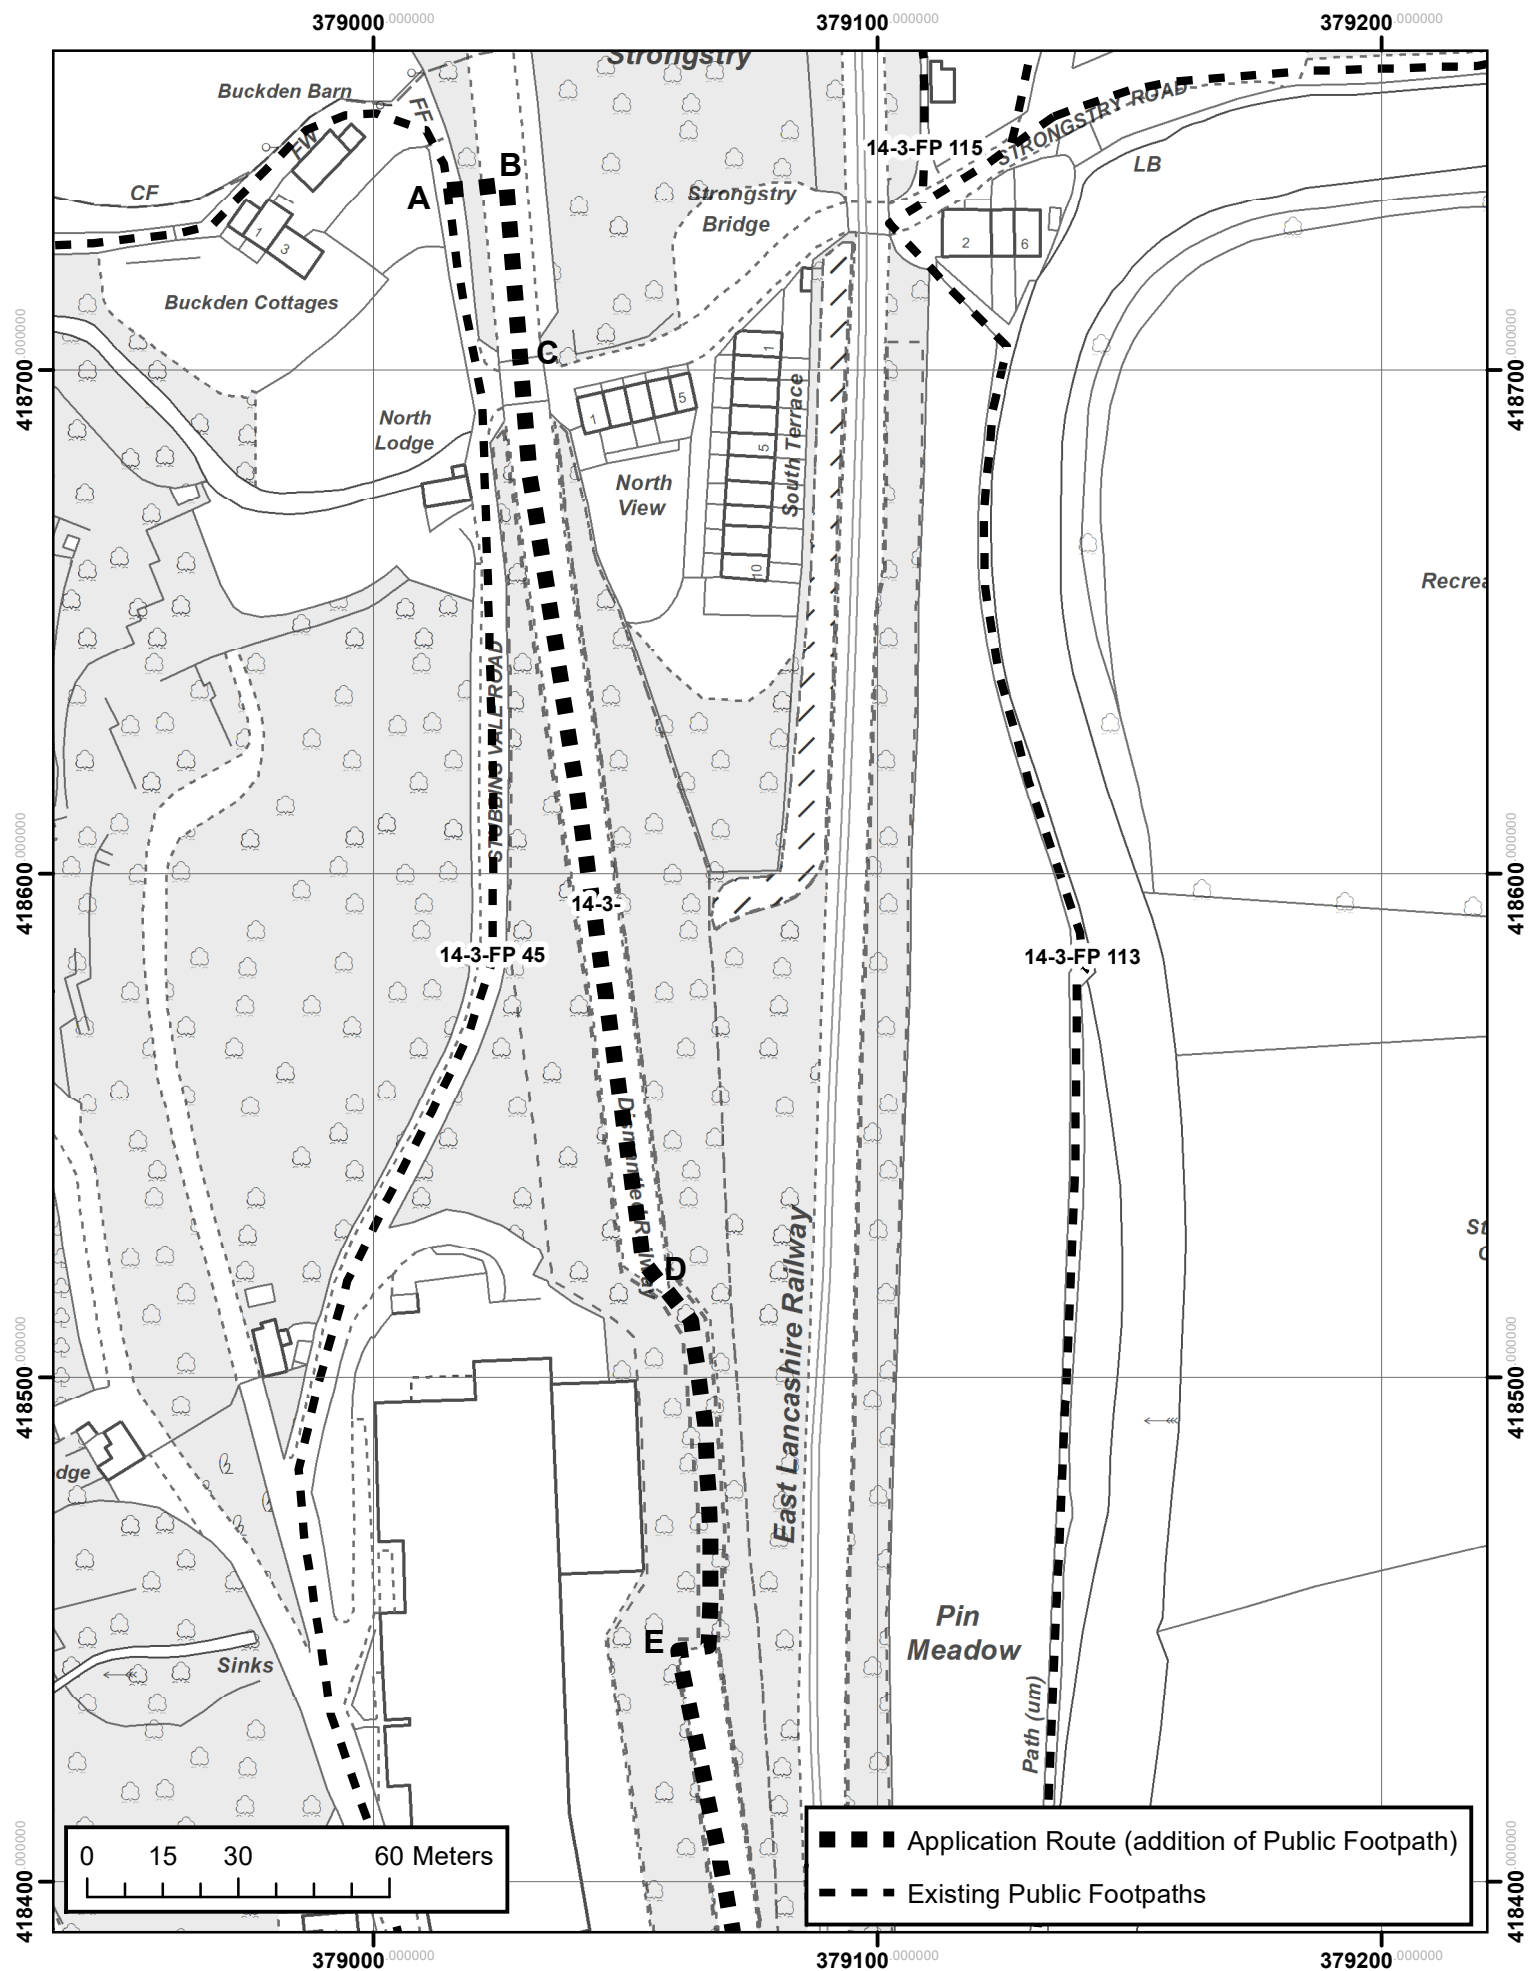 379000.000000
379100.000000
379200.000000
Strongstry
Buckden Barn
FF
FW
14-3-FP 115
STRONGSTRY ROAD
LB
CF
A
B
Strongstry
Bridge
1
3
2
6
Buckden Cottages
418700.000000
418700.000000
C
1
1
5
North
Lodge
5
South Terrace
North
View
10
Recrea
STUBBINS VALE ROAD
418600.000000
418600.000000
14-3-
14-3-FP 45
14-3-FP 113
Dismantled Railway
East Lancashire Railway
St
D
418500.000000
418500.000000
dge
E
Pin
Meadow
Sinks
Path (um)
418400.000000
418400.000000
0 15 30 60 Meters
Application Route (addition of Public Footpath)
Existing Public Footpaths
379000.000000
379100.000000
379200.000000